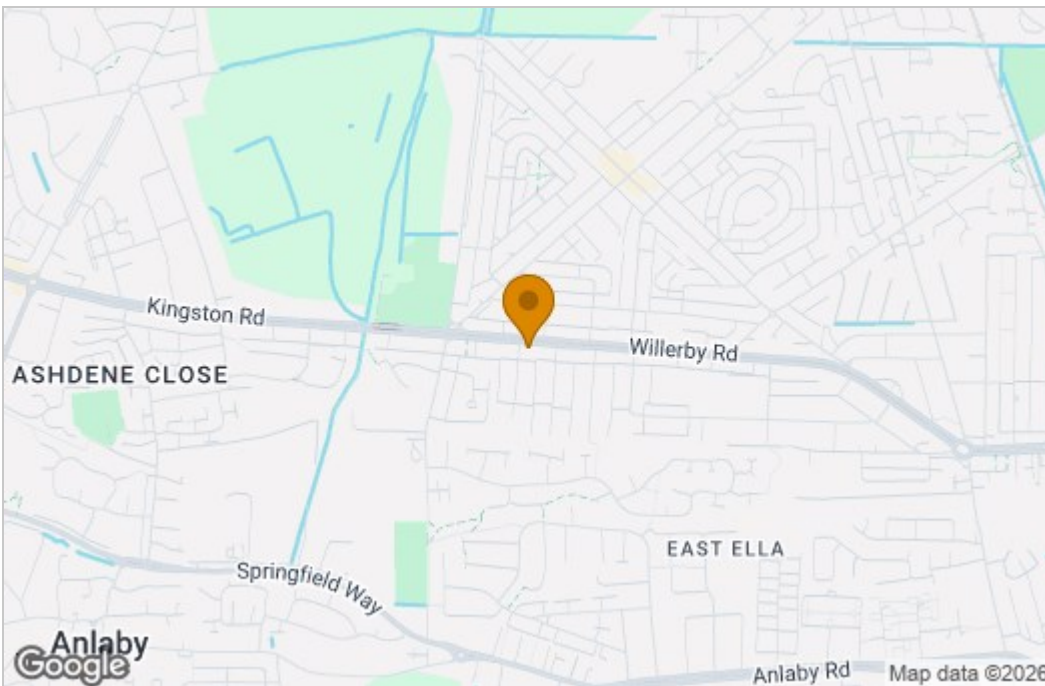 Kingston Rd
Willerby Rd
ASHDENE CLOSE
EAST ELLA
Springfield Way
Anlaby
Google
Anlaby Rd
Map data ©2026